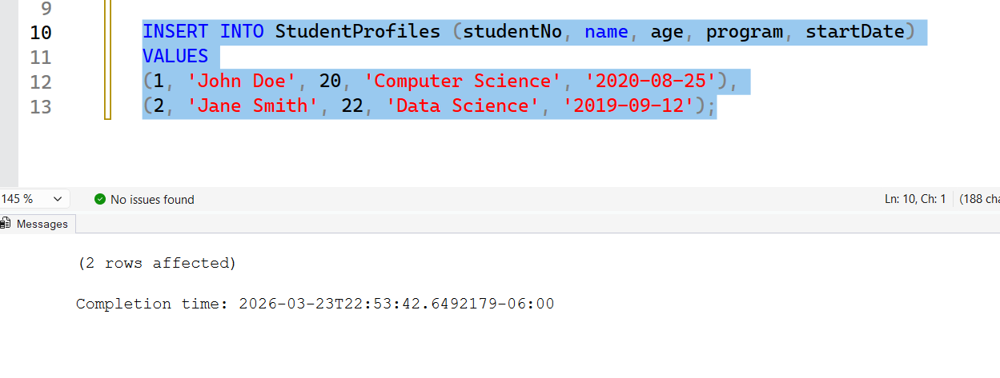 9
10 INSERT INTO StudentProfiles (studentNo, name, age, program, startDate)
11 VALUES
12 (1, 'John Doe', 20, 'Computer Science', '2020-08-25'),
13 (2, 'Jane Smith', 22, 'Data Science', '2019-09-12');
145 % No issues found Ln: 10, Ch: 1 (188 cha
Messages
(2 rows affected)
Completion time: 2026-03-23T22:53:42.6492179-06:00